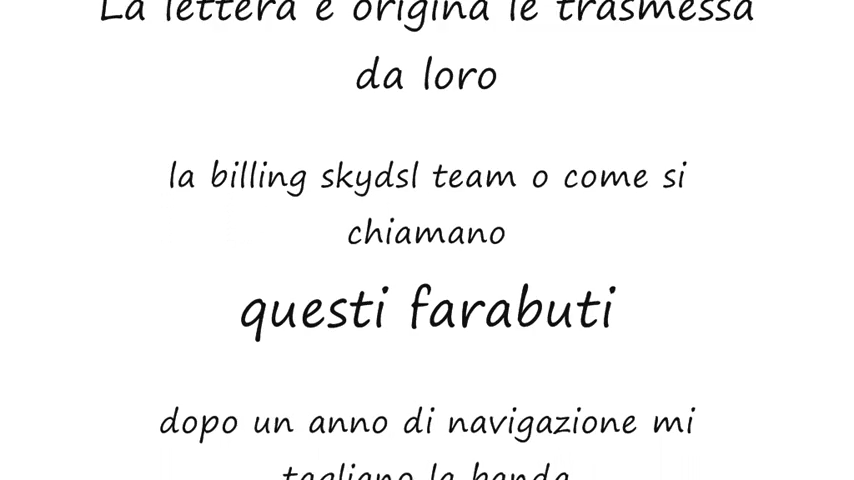 La lettera e origina le trasmessa
da loro
la billing skydsl team o come si
chiamano
questi farabuti
dopo un anno di navigazione mi
tagliano la banda